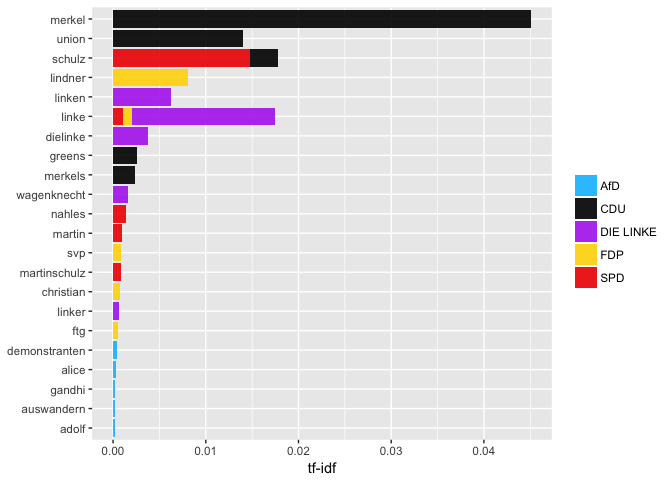 merkel
union
schulz
lindner
linken
linke
dielinke
greens
merkels
wagenknecht
nahles
martin
svp
martinschulz
christian
linker
ftg
demonstranten
alice
gandhi
auswandern
adolf
0.00 0.01 0.02 0.03 0.04
tf-idf
AfD
CDU
DIE LINKE
FDP
SPD